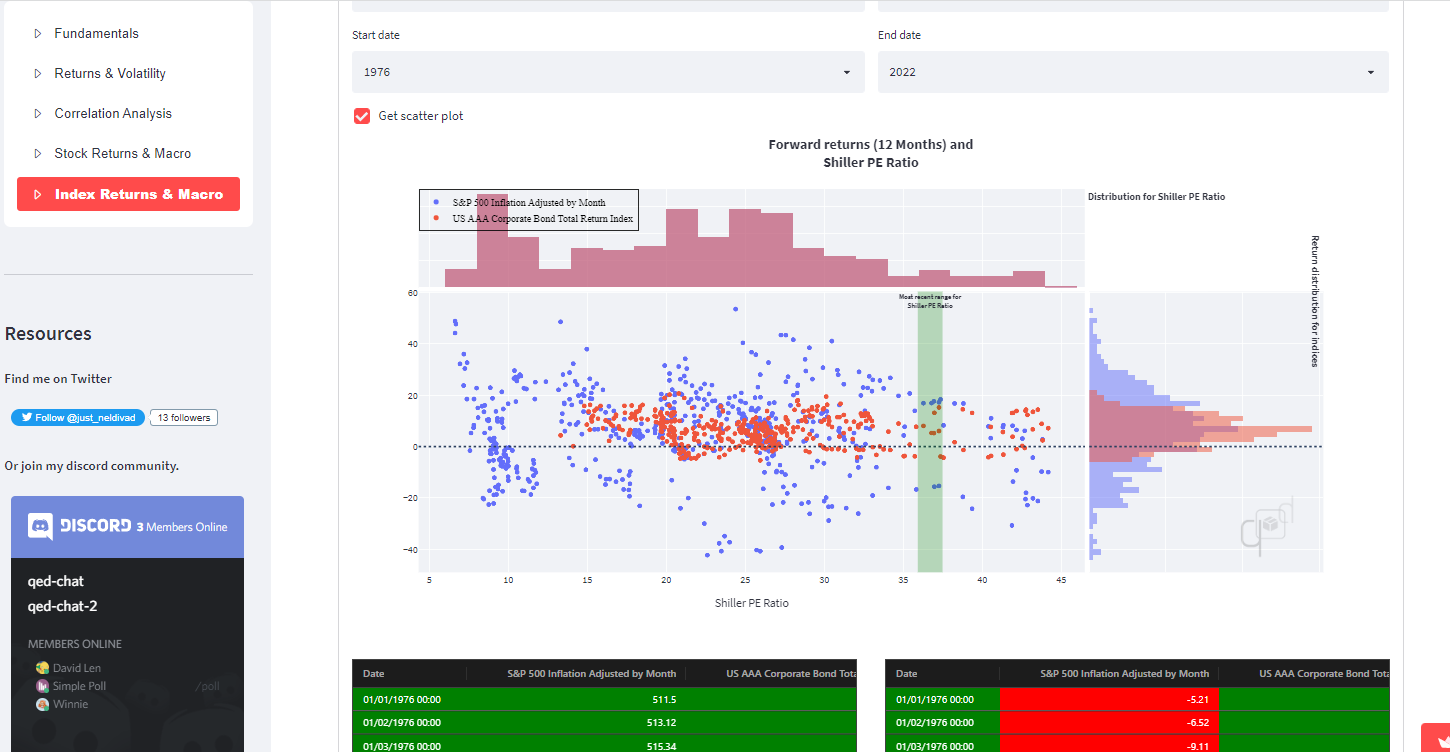 Fundamentals
Returns & Volatility
Correlation Analysis
Stock Returns & Macro
Index Returns & Macro
Resources
Find me on Twitter
Follow @just_neldivad
13 followers
Or join my discord community.
DISCORD 3 Members Online
qed-chat
qed-chat-2
MEMBERS ONLINE
David Len
Simple Poll /poll
Winnie
Start date
End date
1976
2022
Get scatter plot
Forward returns (12 Months) and
Shiller PE Ratio
S&P 500 Inflation Adjusted by Month
US AAA Corporate Bond Total Return Index
Distribution for Shiller PE Ratio
Return distribution for indices
Most recent range for
Shiller PE Ratio
60
40
20
0
−20
−40
5 10 15 20 25 30 35 40 45
Shiller PE Ratio
Date S&P 500 Inflation Adjusted by Month US AAA Corporate Bond Tota
01/01/1976 00:00 511.5
01/02/1976 00:00 513.12
01/03/1976 00:00 515.34
Date S&P 500 Inflation Adjusted by Month US AAA Corporate Bond Tota
01/01/1976 00:00 -5.21
01/02/1976 00:00 -6.52
01/03/1976 00:00 -9.11